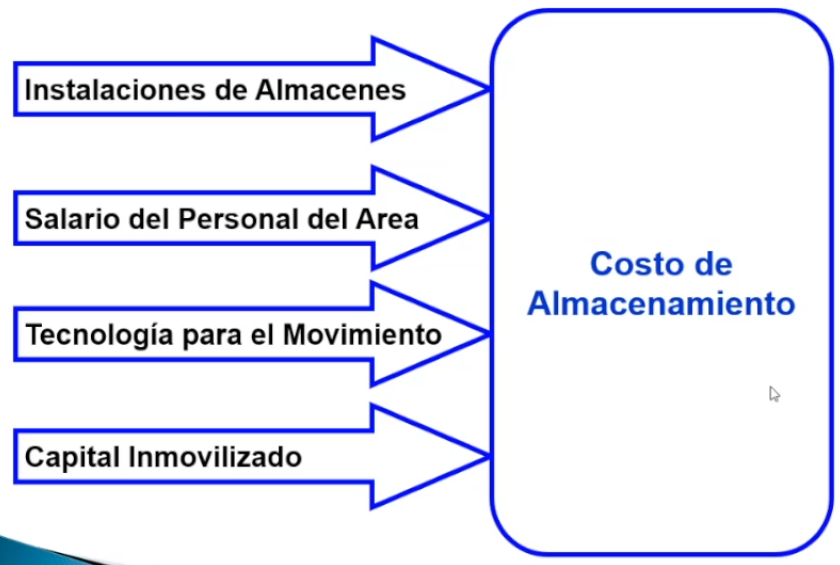 Instalaciones de Almacenes
Salario del Personal del Area
Tecnología para el Movimiento
Capital Inmovilizado
Costo de
Almacenamiento